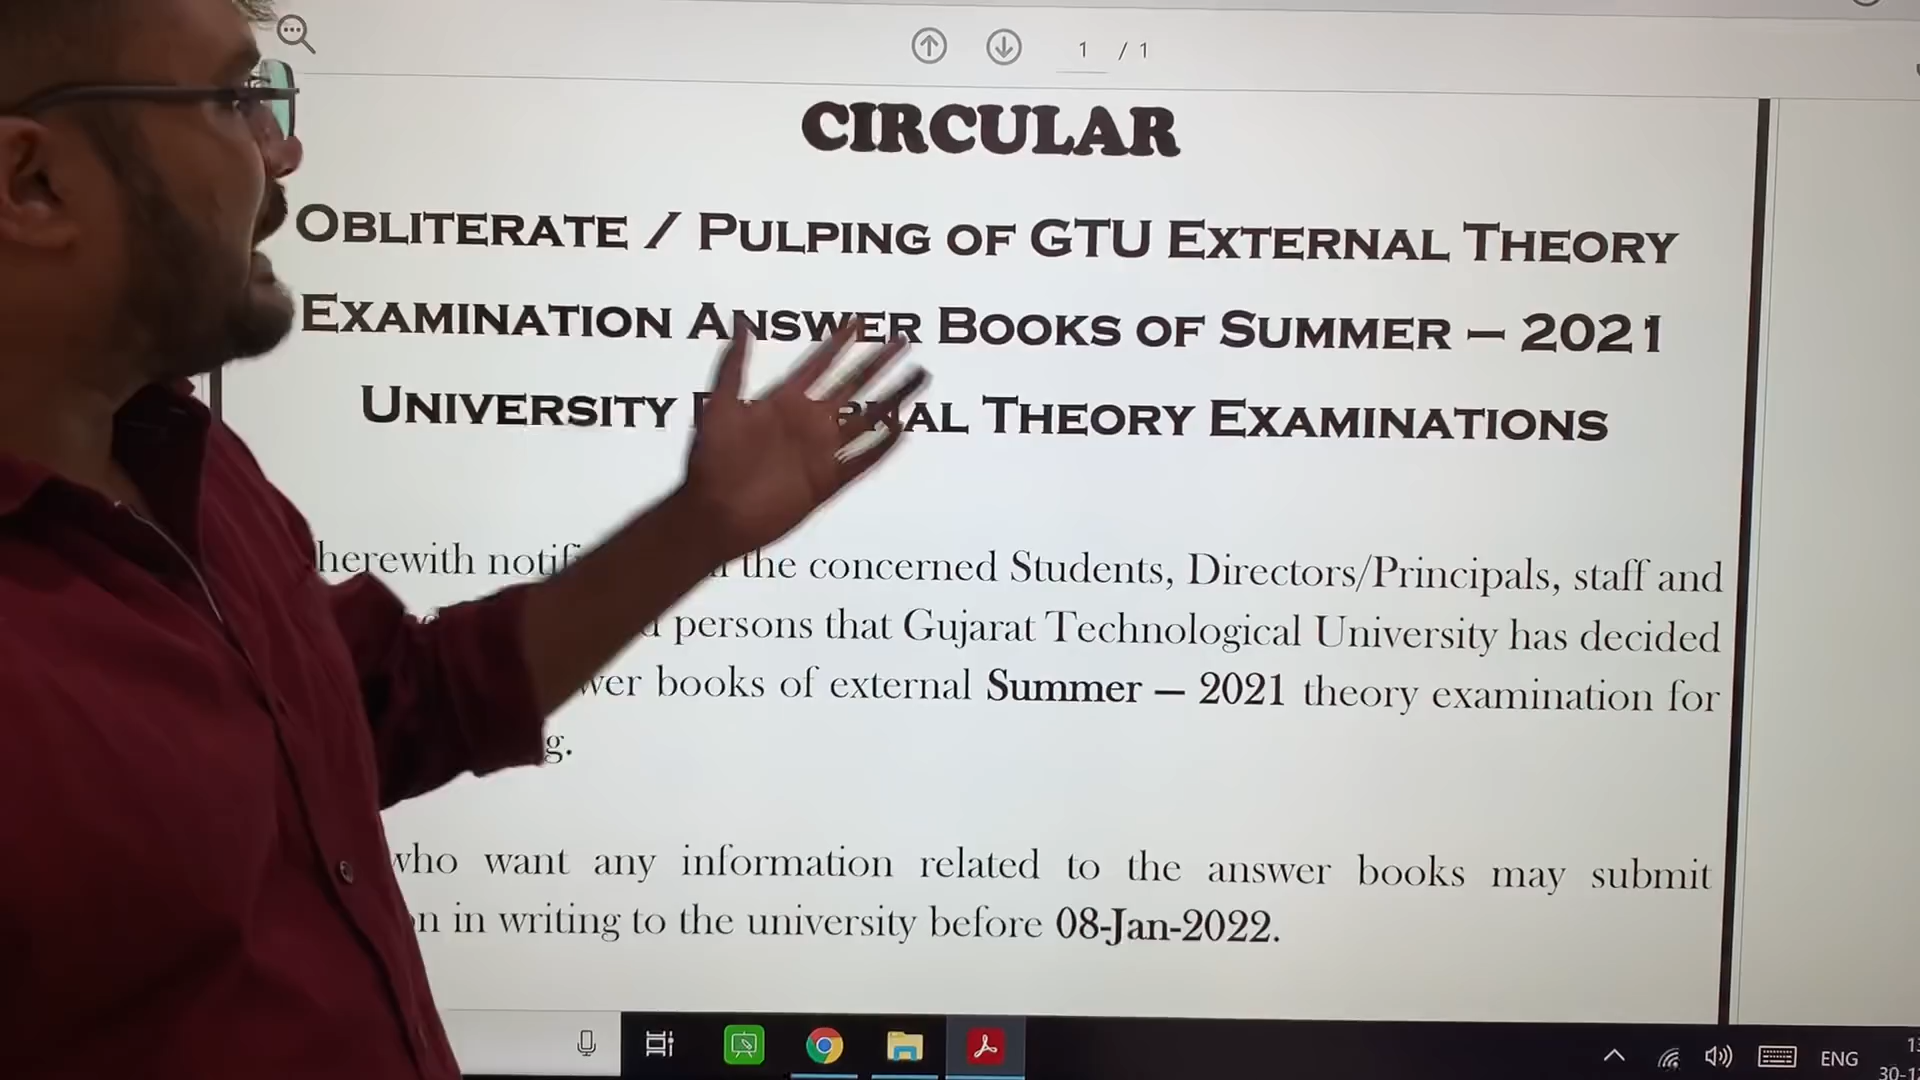 1 / 1
CIRCULAR
OBLITERATE / PULPING OF GTU EXTERNAL THEORY
EXAMINATION ANSWER BOOKS OF SUMMER – 2021
UNIVERSITY THEORY EXAMINATIONS
herewith the concerned Students, Directors/Principals, staff and
persons that Gujarat Technological University has decided
books of external Summer – 2021 theory examination for
who want any information related to the answer books may submit
in writing to the university before 08-Jan-2022.
ENG